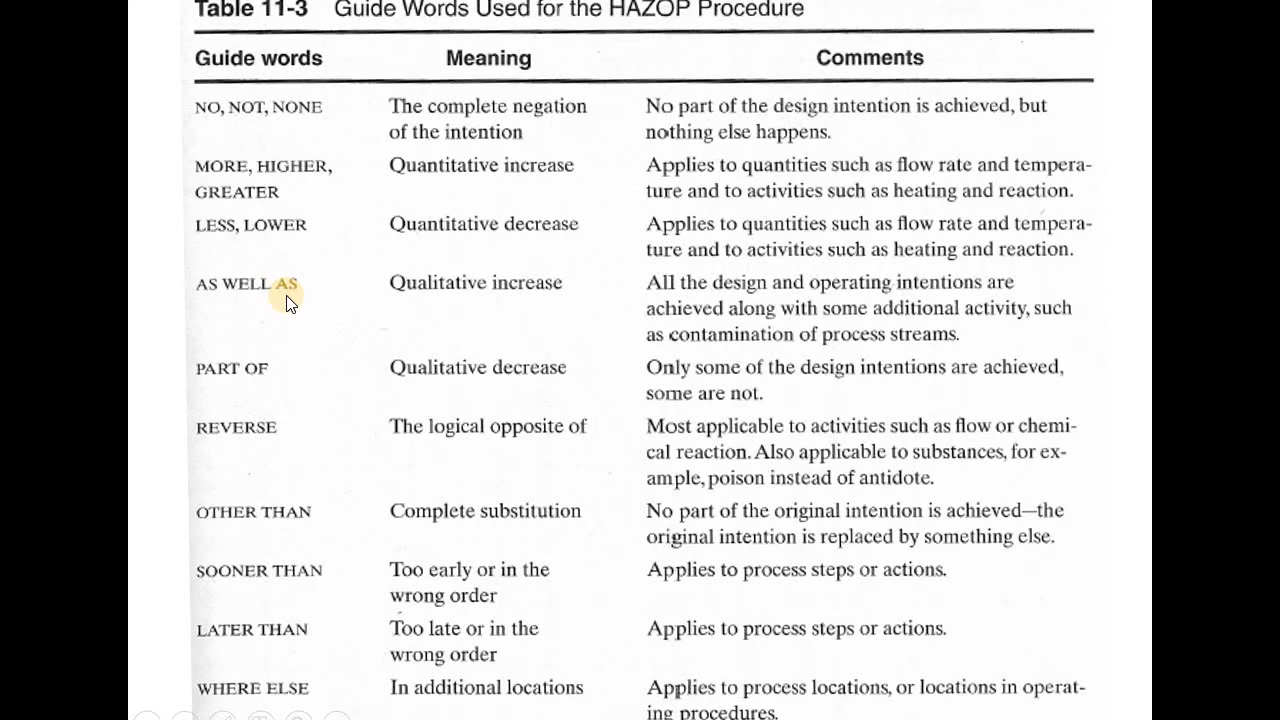 Table 11-3 Guide Words Used for the HAZOP Procedure
Guide words Meaning Comments
NO, NOT, NONE The complete negation No part of the design intention is achieved, but
of the intention nothing else happens.
MORE, HIGHER, Quantitative increase Applies to quantities such as flow rate and tempera-
GREATER ture and to activities such as heating and reaction.
LESS, LOWER Quantitative decrease Applies to quantities such as flow rate and tempera-
ture and to activities such as heating and reaction.
AS WELL AS Qualitative increase All the design and operating intentions are
achieved along with some additional activity, such
as contamination of process streams.
PART OF Qualitative decrease Only some of the design intentions are achieved,
some are not.
REVERSE The logical opposite of Most applicable to activities such as flow or chemi-
cal reaction. Also applicable to substances, for ex-
ample, poison instead of antidote.
OTHER THAN Complete substitution No part of the original intention is achieved—the
original intention is replaced by something else.
SOONER THAN Too early or in the Applies to process steps or actions.
wrong order
LATER THAN Too late or in the Applies to process steps or actions.
wrong order
WHERE ELSE In additional locations Applies to process locations, or locations in operat-
ing procedures.